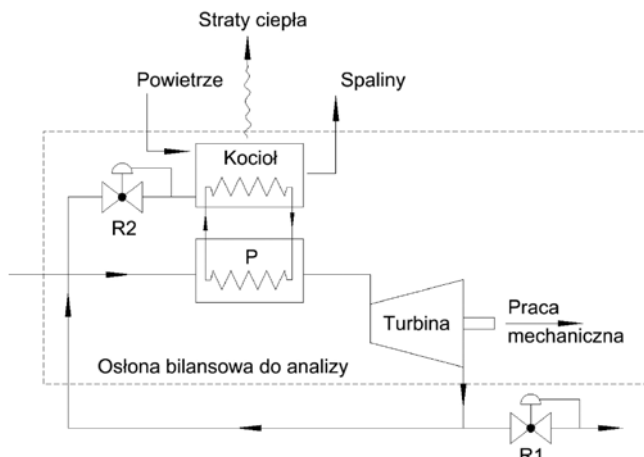 Straty ciepła
Powietrze
Spaliny
Kocioł
R2
P
Turbina
Praca
mechaniczna
Osłona bilansowa do analizy
R1